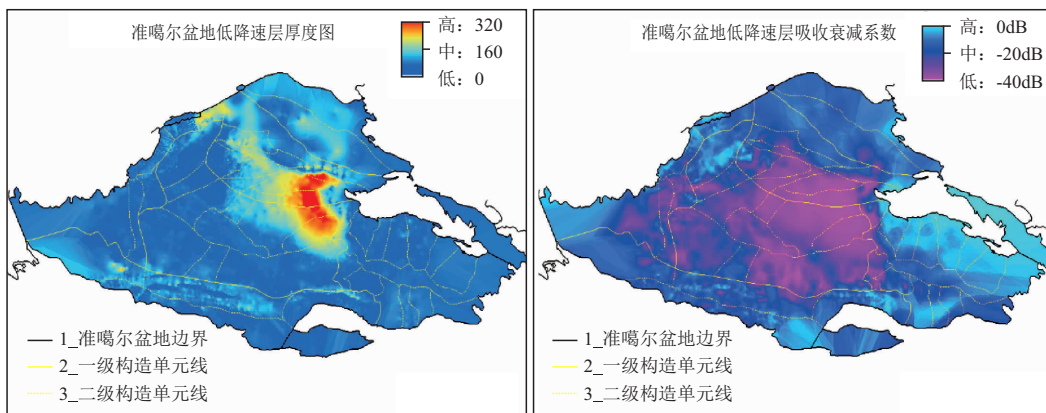 准噶尔盆地低降速层厚度图
高：320
中：160
低：0
1_准噶尔盆地边界
2_一级构造单元线
3_二级构造单元线
准噶尔盆地低降速层吸收衰减系数
高：0dB
中：-20dB
低：-40dB
1_准噶尔盆地边界
2_一级构造单元线
3_二级构造单元线